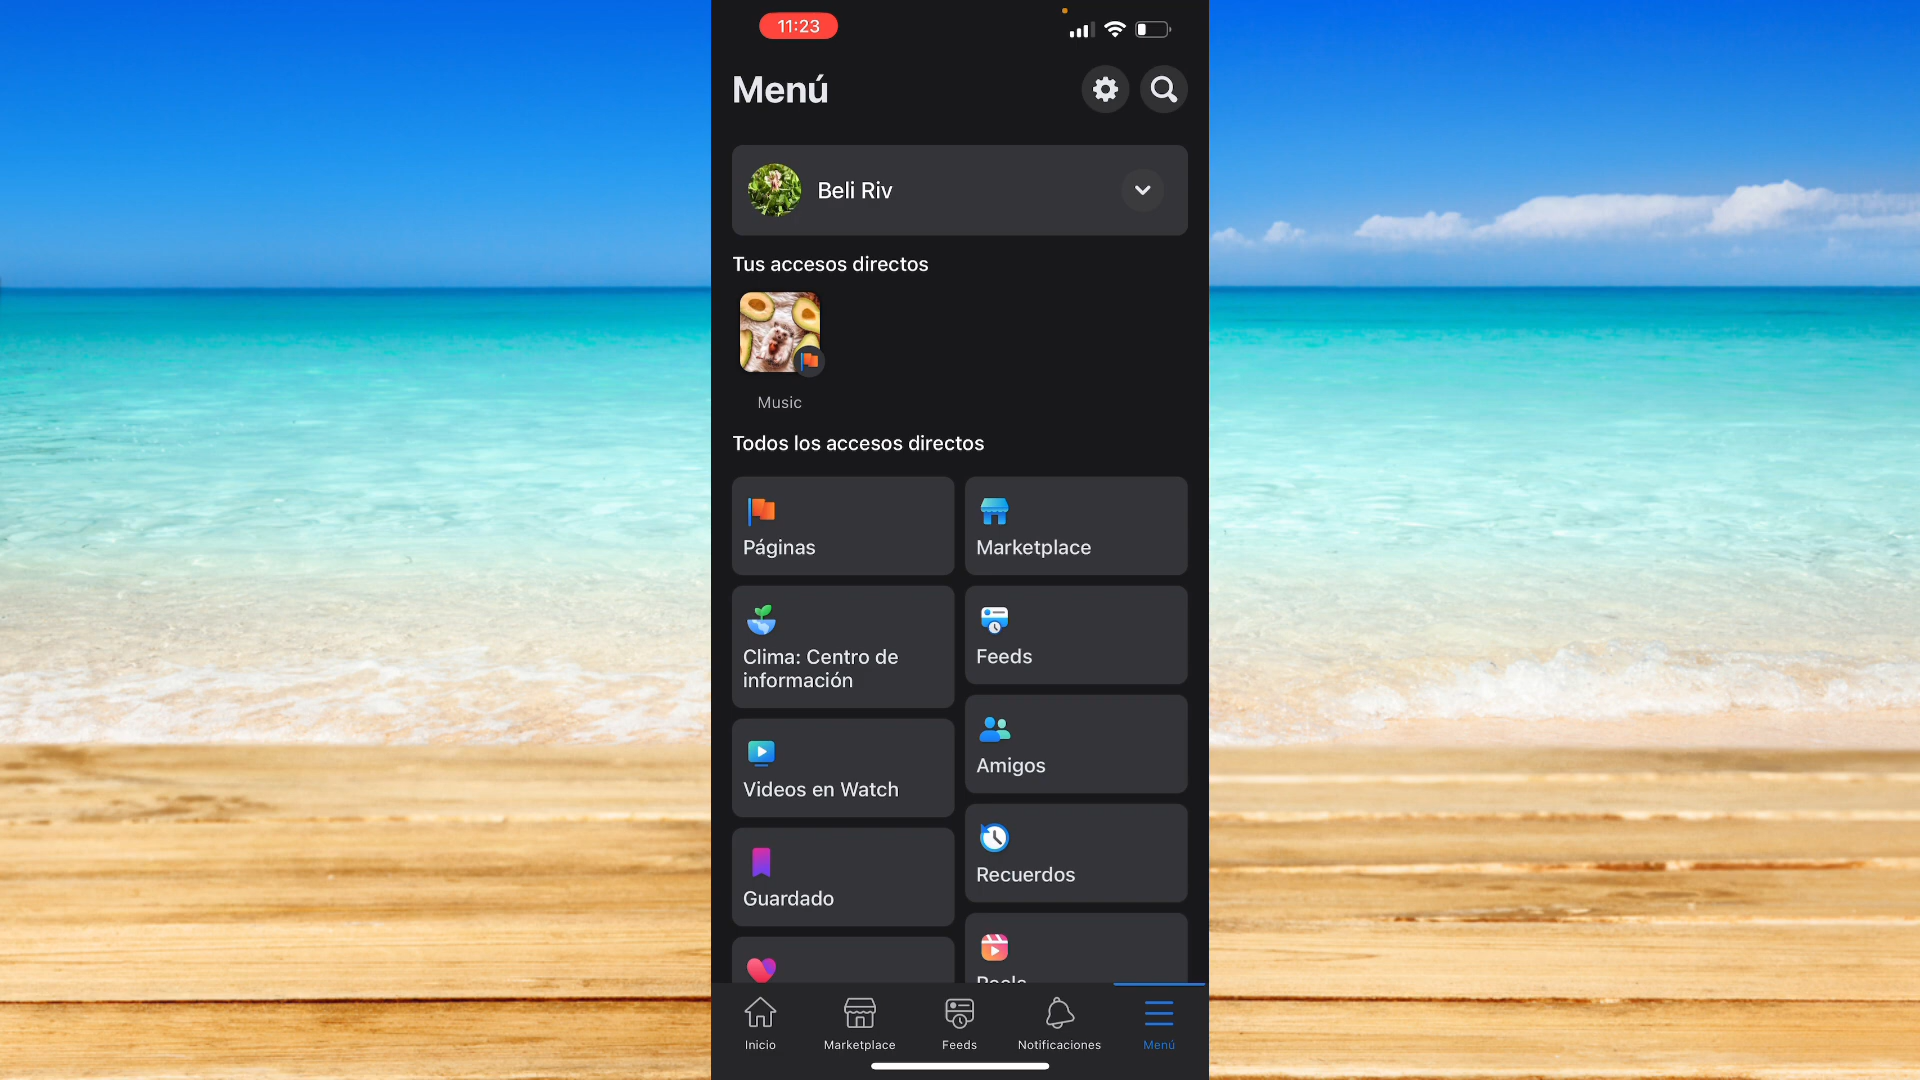 11:23
Menú
Beli Riv
Tus accesos directos
Music
Todos los accesos directos
Páginas
Marketplace
Clima: Centro de
información
Feeds
Videos en Watch
Amigos
Guardado
Recuerdos
Reels
Inicio
Marketplace
Feeds
Notificaciones
Menú